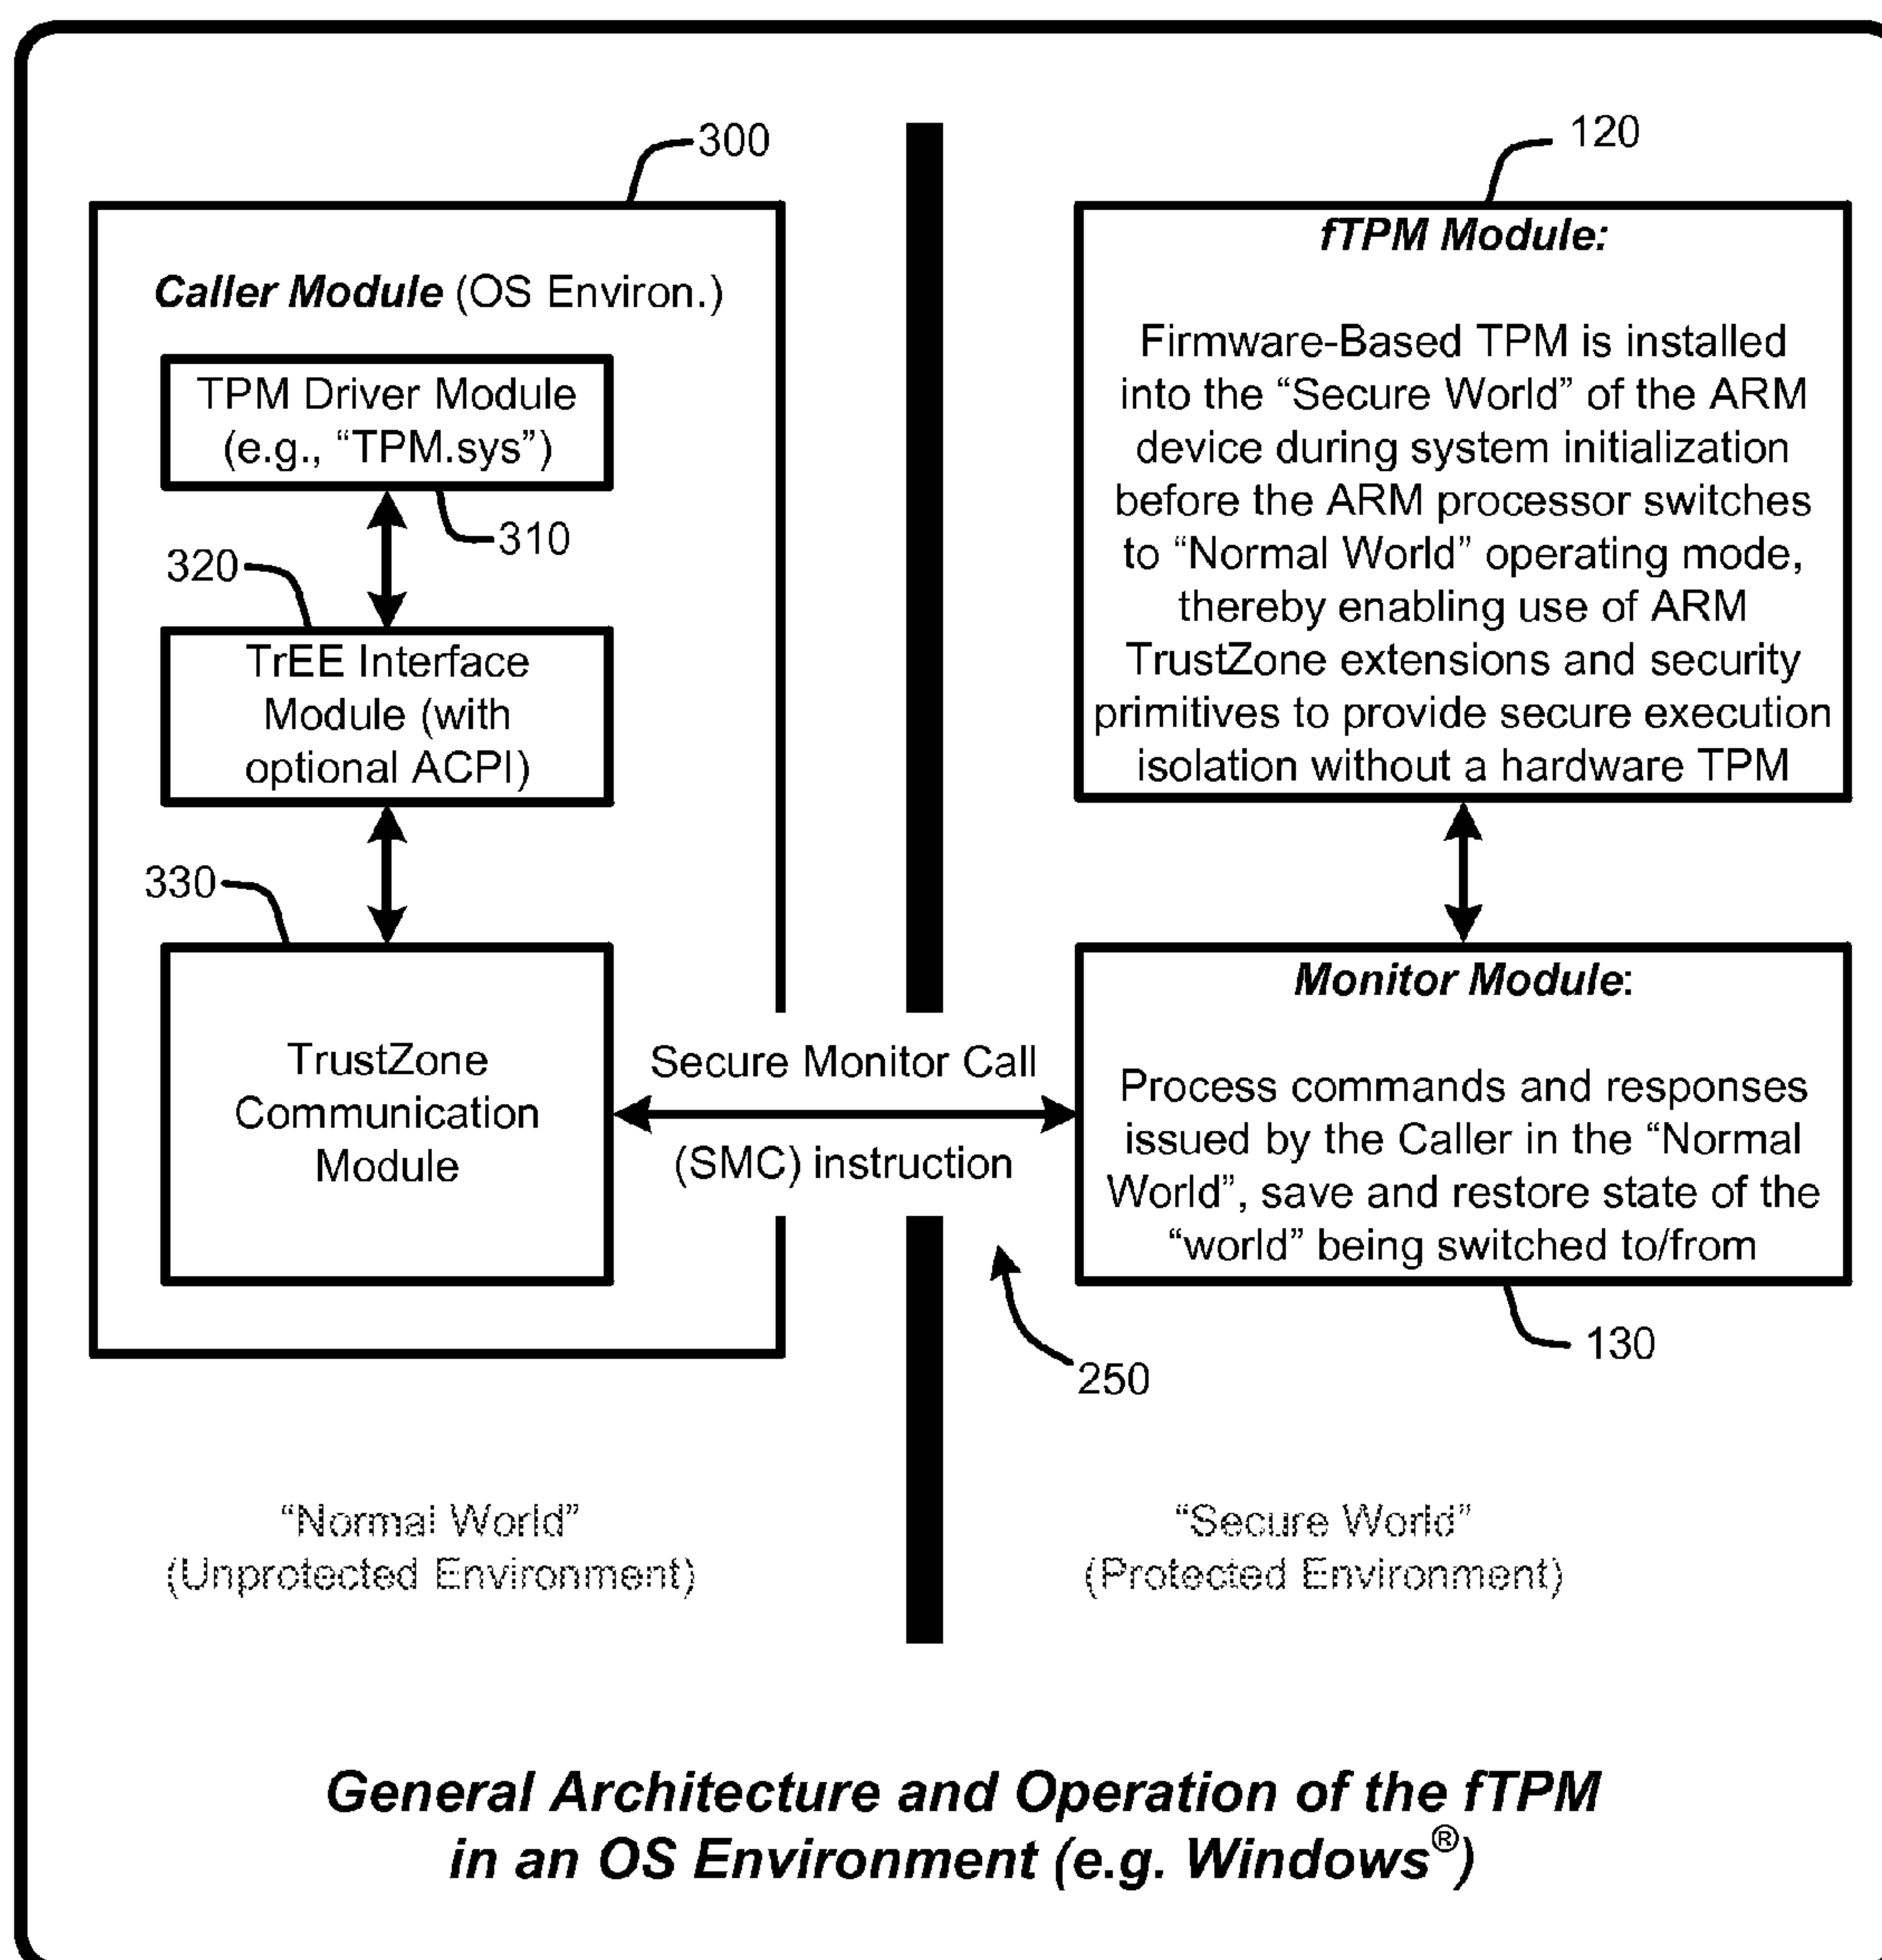 300
Caller Module (OS Environ.)
TPM Driver Module
(e.g., “TPM.sys”)
310
320
TrEE Interface
Module (with
optional ACPI)
330
TrustZone
Communication
Module
Secure Monitor Call
(SMC) instruction
120
fTPM Module:
Firmware-Based TPM is installed
into the “Secure World” of the ARM
device during system initialization
before the ARM processor switches
to “Normal World” operating mode,
thereby enabling use of ARM
TrustZone extensions and security
primitives to provide secure execution
isolation without a hardware TPM
Monitor Module:
Process commands and responses
issued by the Caller in the “Normal
World”, save and restore state of the
“world” being switched to/from
130
250
“Normal World”
(Unprotected Environment)
“Secure World”
(Protected Environment)
General Architecture and Operation of the fTPM
in an OS Environment (e.g. Windows®)